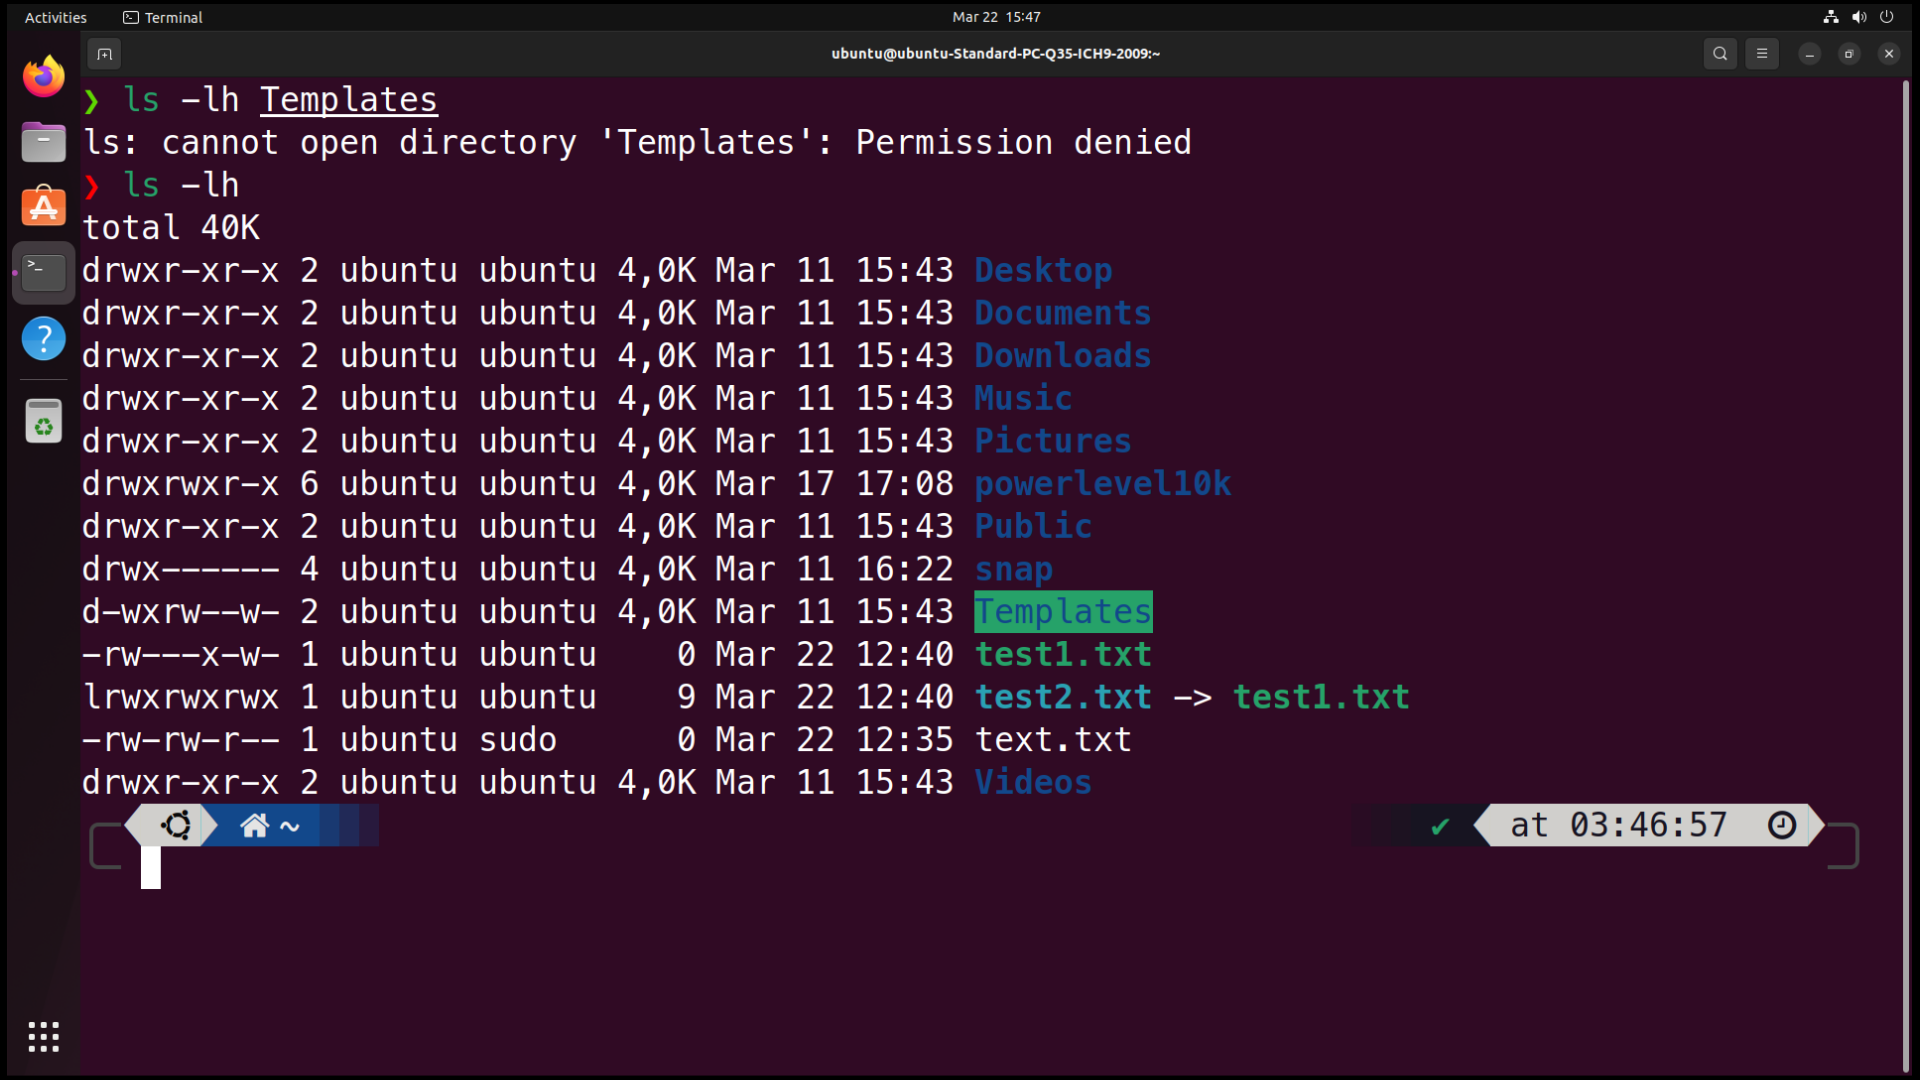 Activities Terminal Mar 22 15:47
ubuntu@ubuntu-Standard-PC-Q35-ICH9-2009:~
❯ ls -lh Templates
ls: cannot open directory 'Templates': Permission denied
❯ ls -lh
total 40K
drwxr-xr-x 2 ubuntu ubuntu 4,0K Mar 11 15:43 Desktop
drwxr-xr-x 2 ubuntu ubuntu 4,0K Mar 11 15:43 Documents
drwxr-xr-x 2 ubuntu ubuntu 4,0K Mar 11 15:43 Downloads
drwxr-xr-x 2 ubuntu ubuntu 4,0K Mar 11 15:43 Music
drwxr-xr-x 2 ubuntu ubuntu 4,0K Mar 11 15:43 Pictures
drwxrwxr-x 6 ubuntu ubuntu 4,0K Mar 17 17:08 powerlevel10k
drwxr-xr-x 2 ubuntu ubuntu 4,0K Mar 11 15:43 Public
drwx------ 4 ubuntu ubuntu 4,0K Mar 11 16:22 snap
d-wxrw--w- 2 ubuntu ubuntu 4,0K Mar 11 15:43 Templates
-rw---x-w- 1 ubuntu ubuntu    0 Mar 22 12:40 test1.txt
lrwxrwxrwx 1 ubuntu ubuntu    9 Mar 22 12:40 test2.txt -> test1.txt
-rw-rw-r-- 1 ubuntu sudo      0 Mar 22 12:35 text.txt
drwxr-xr-x 2 ubuntu ubuntu 4,0K Mar 11 15:43 Videos
~ ✔ at 03:46:57